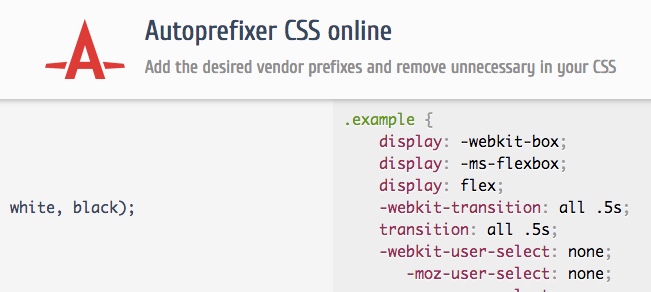 Autoprefixer CSS online
Add the desired vendor prefixes and remove unnecessary in your CSS
white, black);
.example {
display: -webkit-box;
display: -ms-flexbox;
display: flex;
-webkit-transition: all .5s;
transition: all .5s;
-webkit-user-select: none;
-moz-user-select: none;